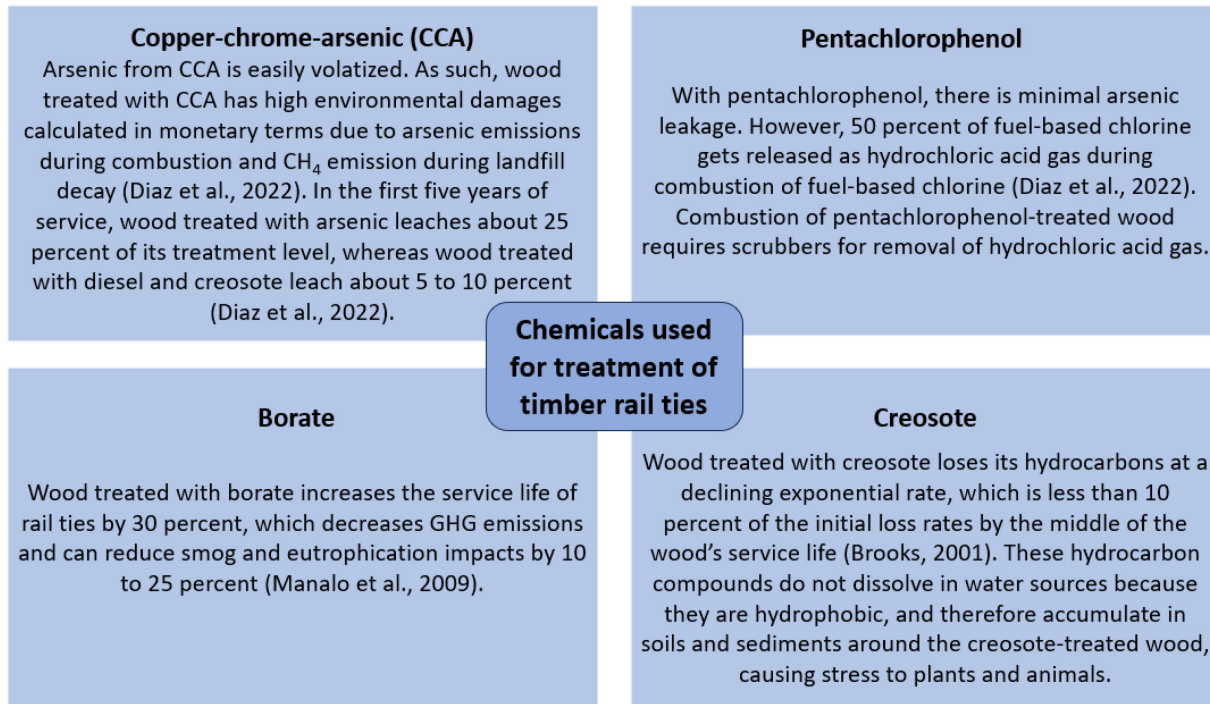 Copper-chrome-arsenic (CCA)
Arsenic from CCA is easily volatized. As such, wood
treated with CCA has high environmental damages
calculated in monetary terms due to arsenic emissions
during combustion and CH₄ emission during landfill
decay (Diaz et al., 2022). In the first five years of
service, wood treated with arsenic leaches about 25
percent of its treatment level, whereas wood treated
with diesel and creosote leach about 5 to 10 percent
(Diaz et al., 2022).
Pentachlorophenol
With pentachlorophenol, there is minimal arsenic
leakage. However, 50 percent of fuel-based chlorine
gets released as hydrochloric acid gas during
combustion of fuel-based chlorine (Diaz et al., 2022).
Combustion of pentachlorophenol-treated wood
requires scrubbers for removal of hydrochloric acid gas.
Chemicals used
for treatment of
timber rail ties
Borate
Wood treated with borate increases the service life of
rail ties by 30 percent, which decreases GHG emissions
and can reduce smog and eutrophication impacts by 10
to 25 percent (Manalo et al., 2009).
Creosote
Wood treated with creosote loses its hydrocarbons at a
declining exponential rate, which is less than 10
percent of the initial loss rates by the middle of the
wood’s service life (Brooks, 2001). These hydrocarbon
compounds do not dissolve in water sources because
they are hydrophobic, and therefore accumulate in
soils and sediments around the creosote-treated wood,
causing stress to plants and animals.